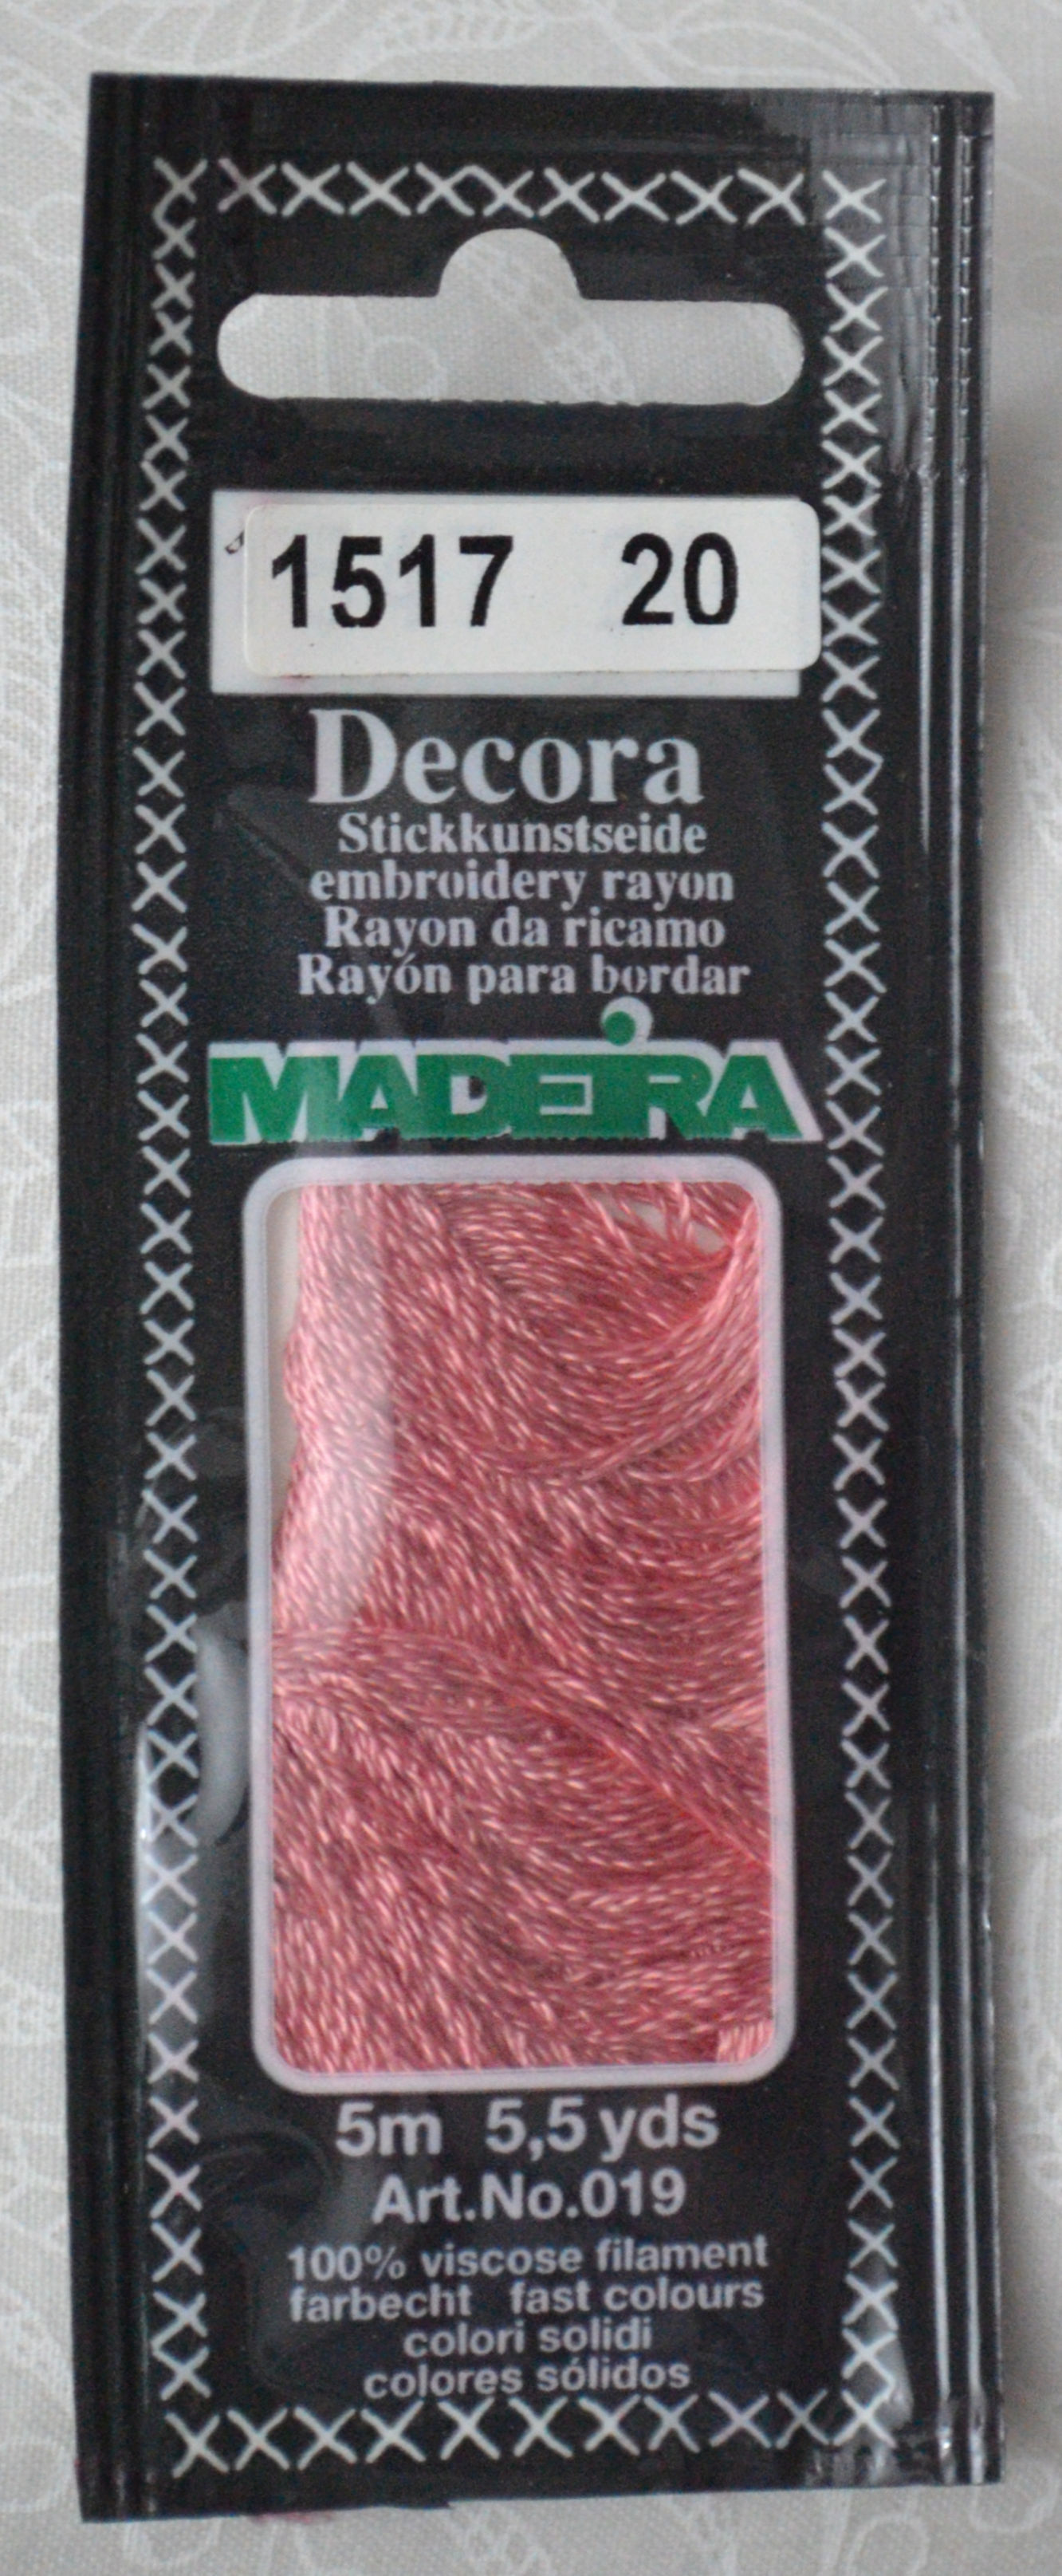 1517 20
Decora
Stickkunstseide
embroidery rayon
Rayon da ricamo
Rayón para bordar
MADEIRA
5m 5,5 yds
Art.No.019
100% viscose filament
farbecht fast colours
colori solidi
colores sólidos